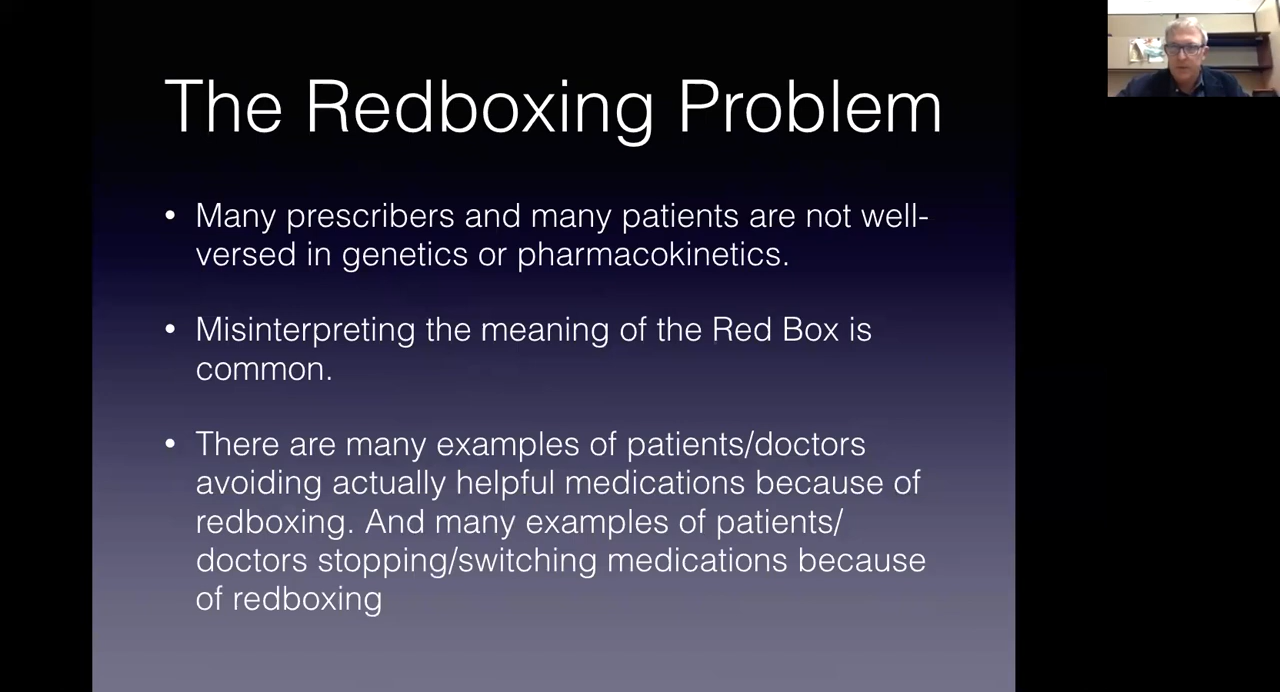 The Redboxing Problem
• Many prescribers and many patients are not well-
versed in genetics or pharmacokinetics.
• Misinterpreting the meaning of the Red Box is
common.
• There are many examples of patients/doctors
avoiding actually helpful medications because of
redboxing. And many examples of patients/
doctors stopping/switching medications because
of redboxing